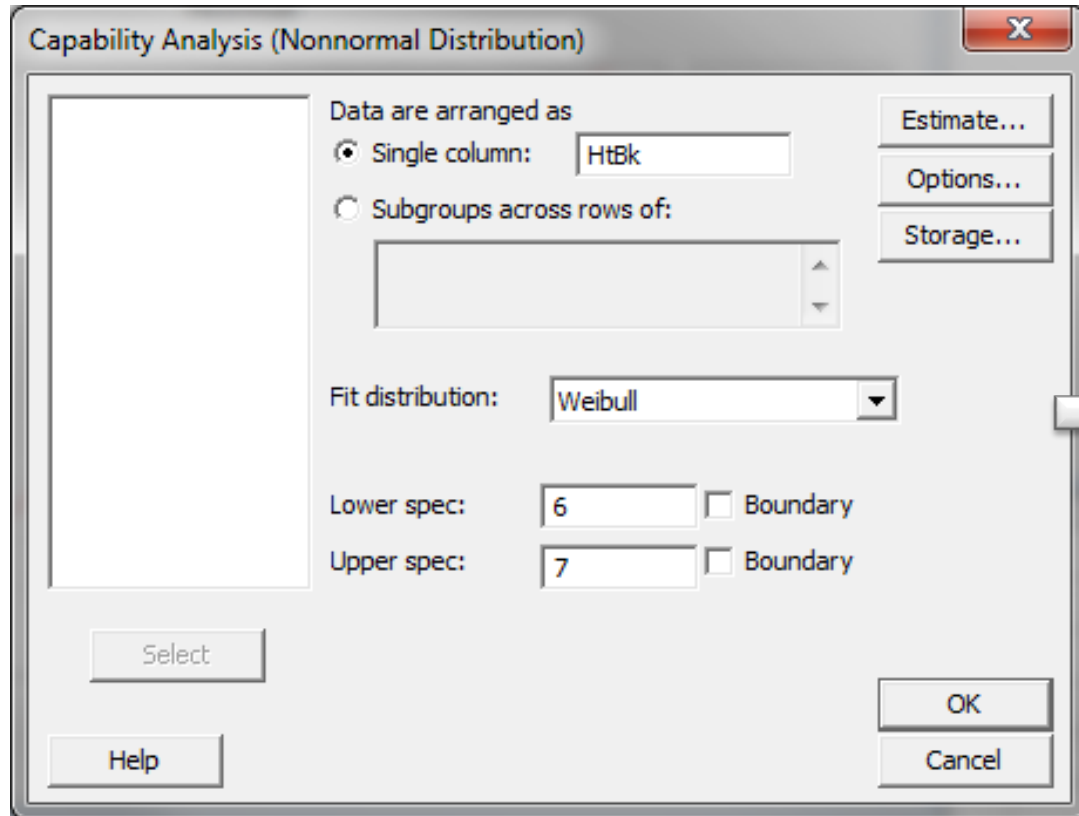 Capability Analysis (Nonnormal Distribution)
X
Data are arranged as
Single column: HtBk
Subgroups across rows of:
Estimate...
Options...
Storage...
Fit distribution: Weibull
Lower spec: 6 Boundary
Upper spec: 7 Boundary
Select
Help
OK
Cancel